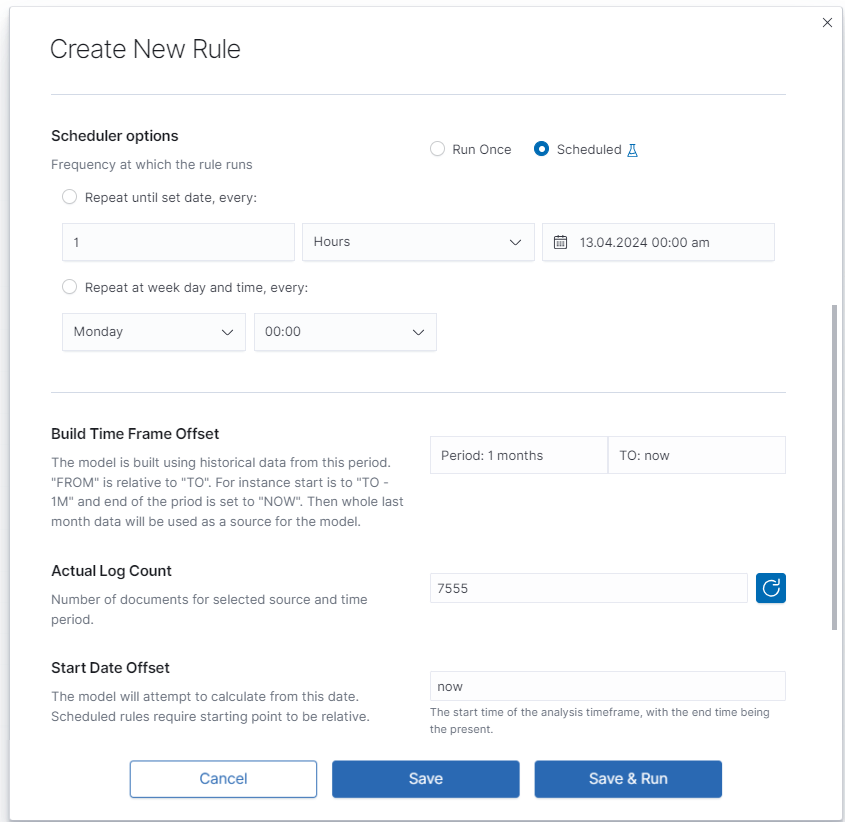 Create New Rule
Scheduler options
Frequency at which the rule runs
Run Once
Scheduled
Repeat until set date, every:
1
Hours
13.04.2024 00:00 am
Repeat at week day and time, every:
Monday
00:00
Build Time Frame Offset
The model is built using historical data from this period.
"FROM" is relative to "TO". For instance start is to "TO -
1M" and end of the priod is set to "NOW". Then whole last
month data will be used as a source for the model.
Period: 1 months
TO: now
Actual Log Count
Number of documents for selected source and time
period.
7555
Start Date Offset
The model will attempt to calculate from this date.
Scheduled rules require starting point to be relative.
now
The start time of the analysis timeframe, with the end time being
the present.
Cancel
Save
Save & Run